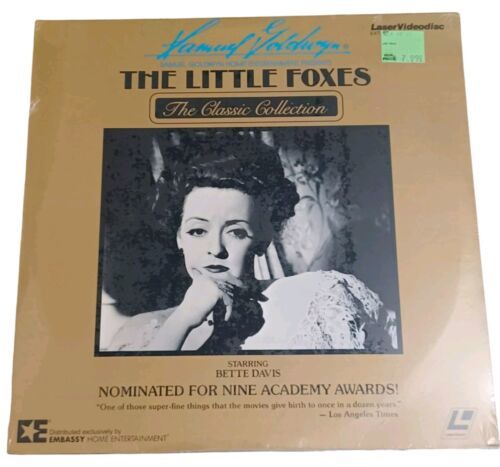 Samuel Goldwyn®
LaserVideodisc
SAMUEL GOLDWYN HOME ENTERTAINMENT PRESENTS
7.99
THE LITTLE FOXES
The Classic Collection
STARRING
BETTE DAVIS
NOMINATED FOR NINE ACADEMY AWARDS!
"One of those super-fine things that the movies give birth to once in a dozen years."
— Los Angeles Times
Distributed exclusively by
EMBASSY HOME ENTERTAINMENT